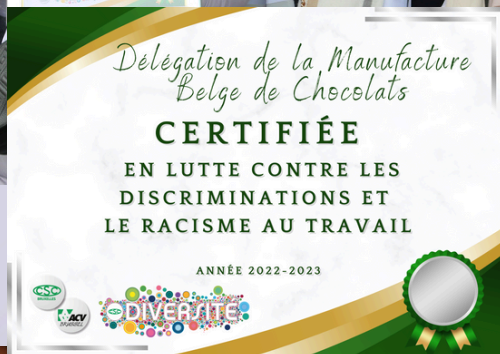 Délégation de la Manufacture
Belge de Chocolats
CERTIFIÉE
EN LUTTE CONTRE LES
DISCRIMINATIONS ET
LE RACISME AU TRAVAIL
ANNÉE 2022-2023
CSC
BRUXELLES
ACV
BRUSSEL
CSC DIVERSITÉ